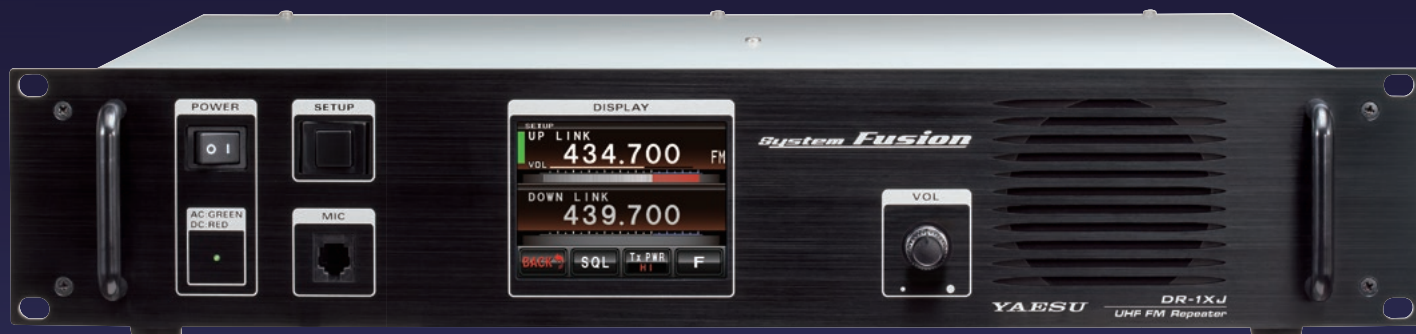 POWER
O I
AC:GREEN
DC:RED
SETUP
MIC
DISPLAY
SETUP
UP LINK
434.700 FM
VOL
DOWN LINK
439.700
BACK SQL Tx PWR HI F
System Fusion
VOL
YAESU
DR-1XJ
UHF FM Repeater